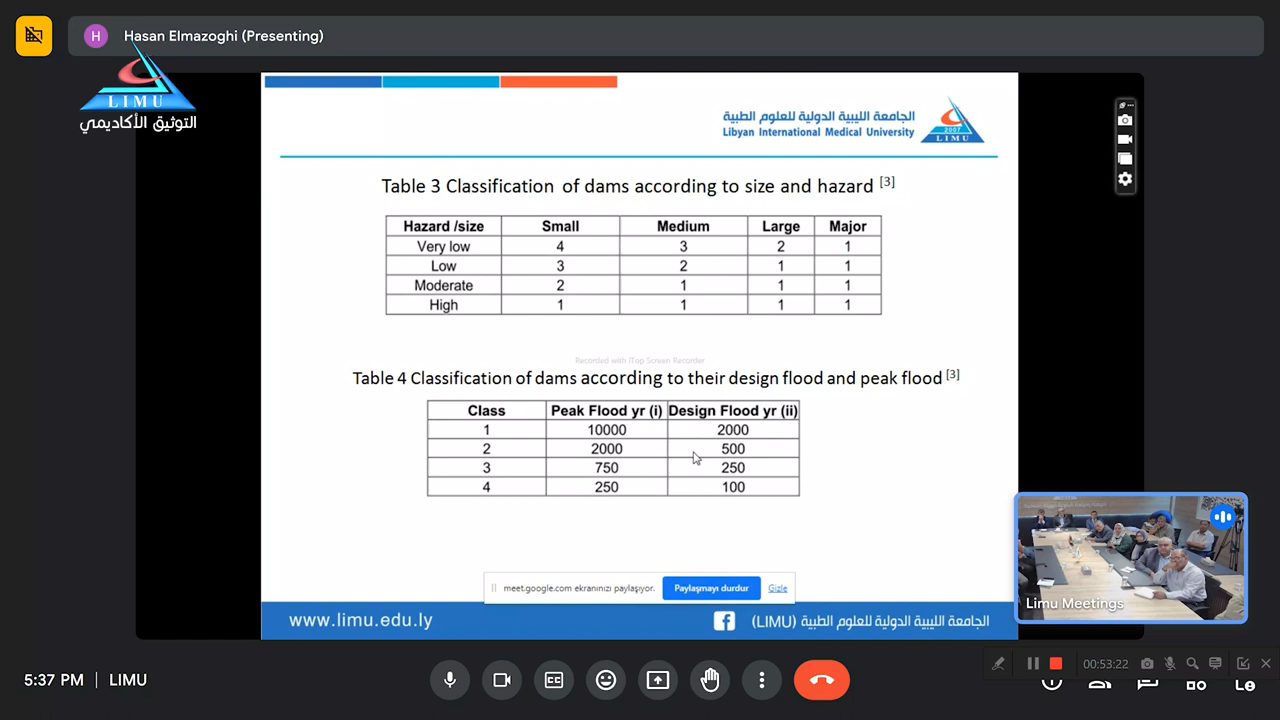 H Hasan Elmazoghi (Presenting)
LIMU
التوثيق الأكاديمي
الجامعة الليبية الدولية للعلوم الطبية
Libyan International Medical University
2007
LIMU
Table 3 Classification of dams according to size and hazard [3]
Hazard /size Small Medium Large Major
Very low 4 3 2 1
Low 3 2 1 1
Moderate 2 1 1 1
High 1 1 1 1
Recorded with iTop Screen Recorder
Table 4 Classification of dams according to their design flood and peak flood [3]
Class Peak Flood yr (i) Design Flood yr (ii)
1 10000 2000
2 2000 500
3 750 250
4 250 100
meet.google.com ekranınızı paylaşıyor. Paylaşmayı durdur Gizle
Limu Meetings
www.limu.edu.ly
الجامعة الليبية الدولية للعلوم الطبية (LIMU)
00:53:22
5:37 PM | LIMU